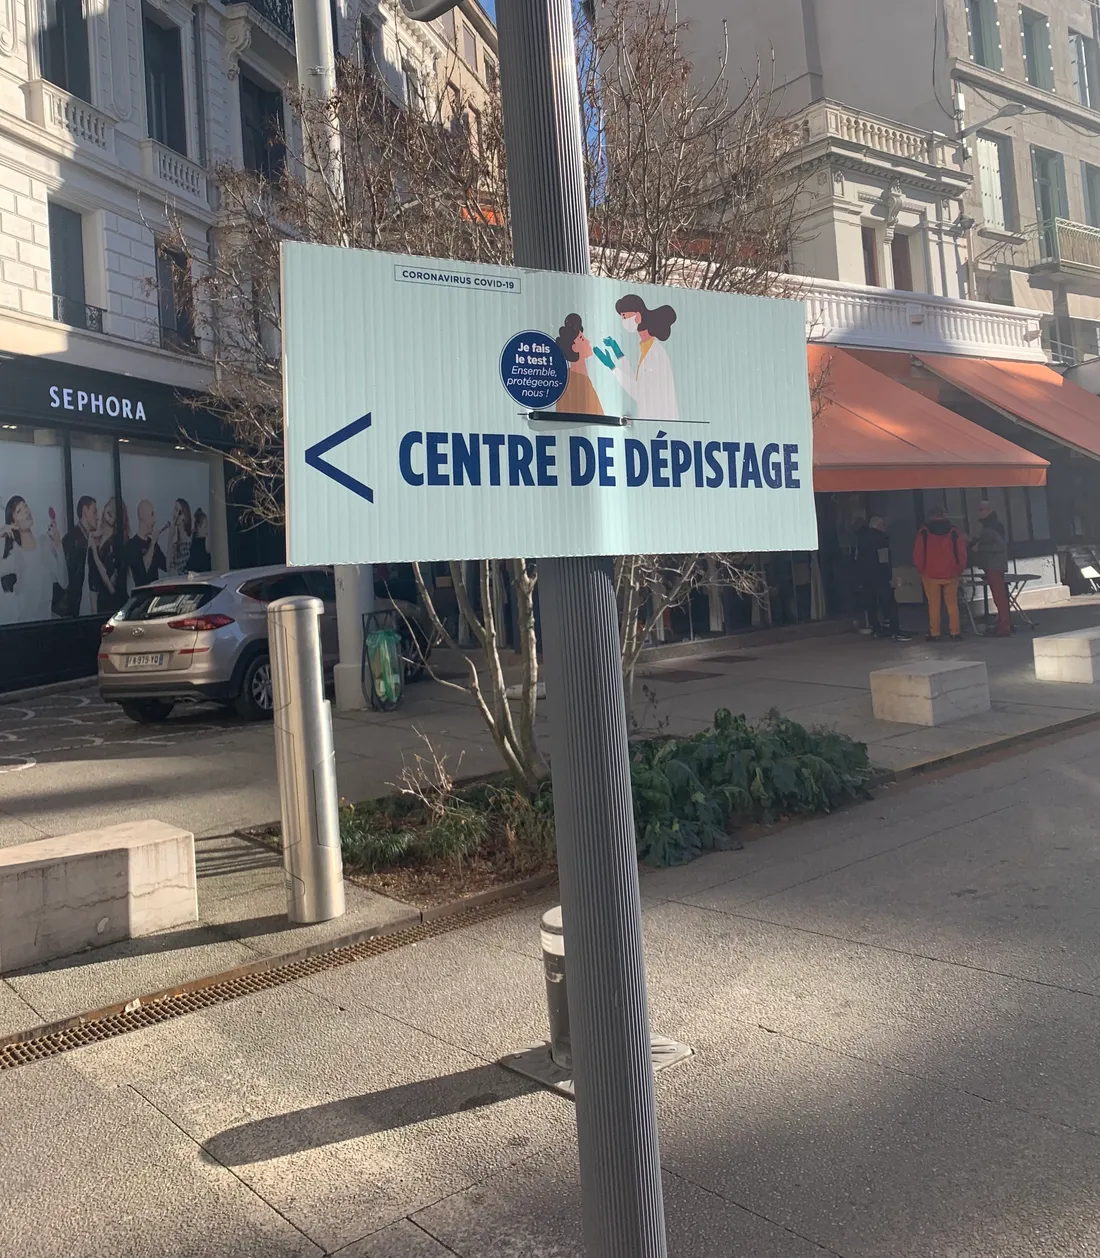 CORONAVIRUS COVID-19
Je fais
le test !
Ensemble,
protégeons-
nous !
< CENTRE DE DÉPISTAGE
SEPHORA